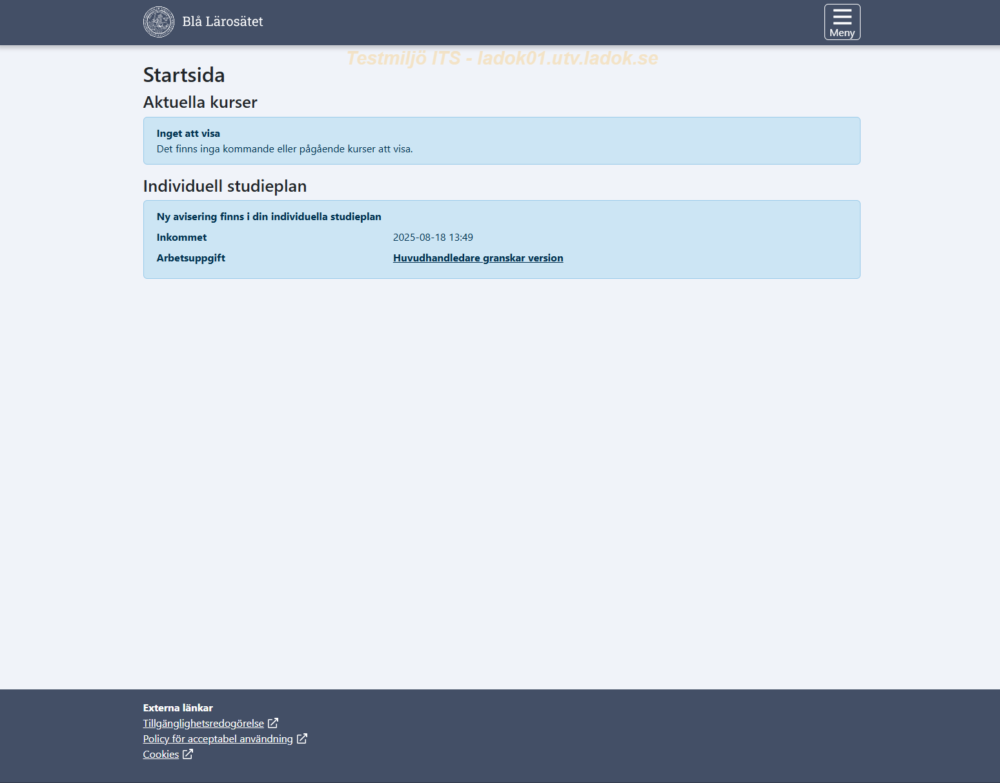 Blå Lärosätet
Meny
Testmiljö ITS - ladok01.utv.ladok.se
Startsida
Aktuella kurser
Inget att visa
Det finns inga kommande eller pågående kurser att visa.
Individuell studieplan
Ny avisering finns i din individuella studieplan
Inkommet 2025-08-18 13:49
Arbetsuppgift Huvudhandledare granskar version
Externa länkar
Tillgänglighetsredogörelse
Policy för acceptabel användning
Cookies